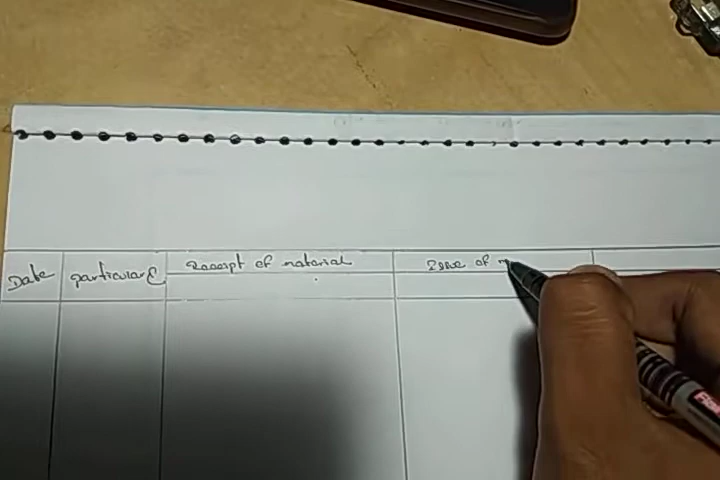 Date
particular
Receipt of material
Issue of m